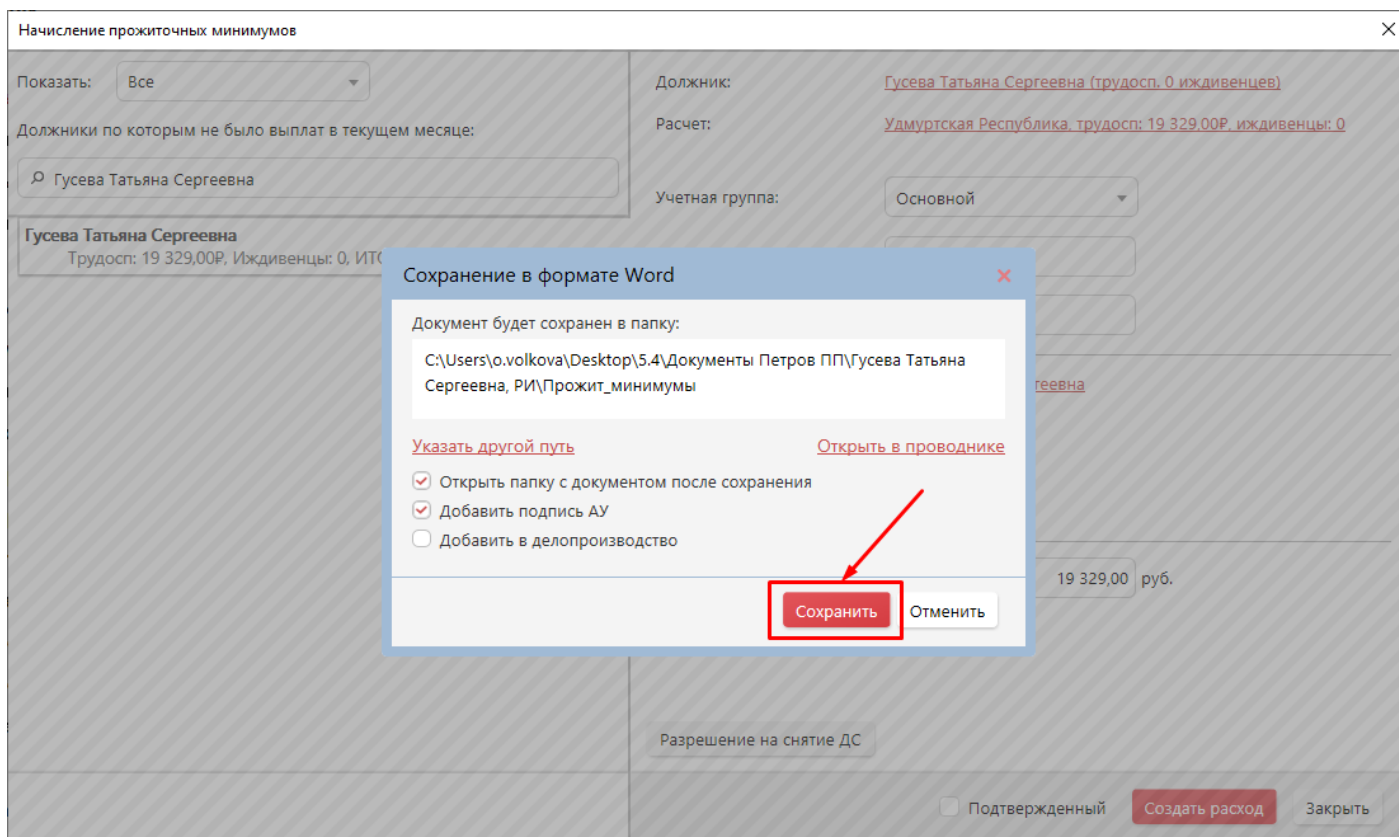 Начисление прожиточных минимумов
Показать:
Все
Должники по которым не было выплат в текущем месяце:
Гусева Татьяна Сергеевна
Гусева Татьяна Сергеевна
Трудосп: 19 329,00₽, Иждивенцы: 0,
Должник:
Гусева Татьяна Сергеевна (трудосп. 0 иждивенцев)
Расчет:
Удмуртская Республика, трудосп: 19 329,00₽, иждивенцы: 0
Учетная группа:
Основной
Сохранение в формате Word
Документ будет сохранен в папку:
C:\Users\o.volkova\Desktop\5.4\Документы Петров ПП\Гусева Татьяна
Сергеевна, РИ\Прожит_минимумы
Указать другой путь
Открыть в проводнике
Открыть папку с документом после сохранения
Добавить подпись АУ
Добавить в делопроизводство
Сохранить
Отменить
19 329,00 руб.
Разрешение на снятие ДС
Подтвержденный
Создать расход
Закрыть